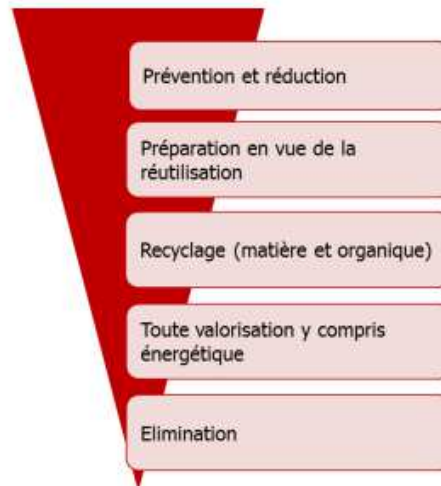 Prévention et réduction
Préparation en vue de la
réutilisation
Recyclage (matière et organique)
Toute valorisation y compris
énergétique
Elimination